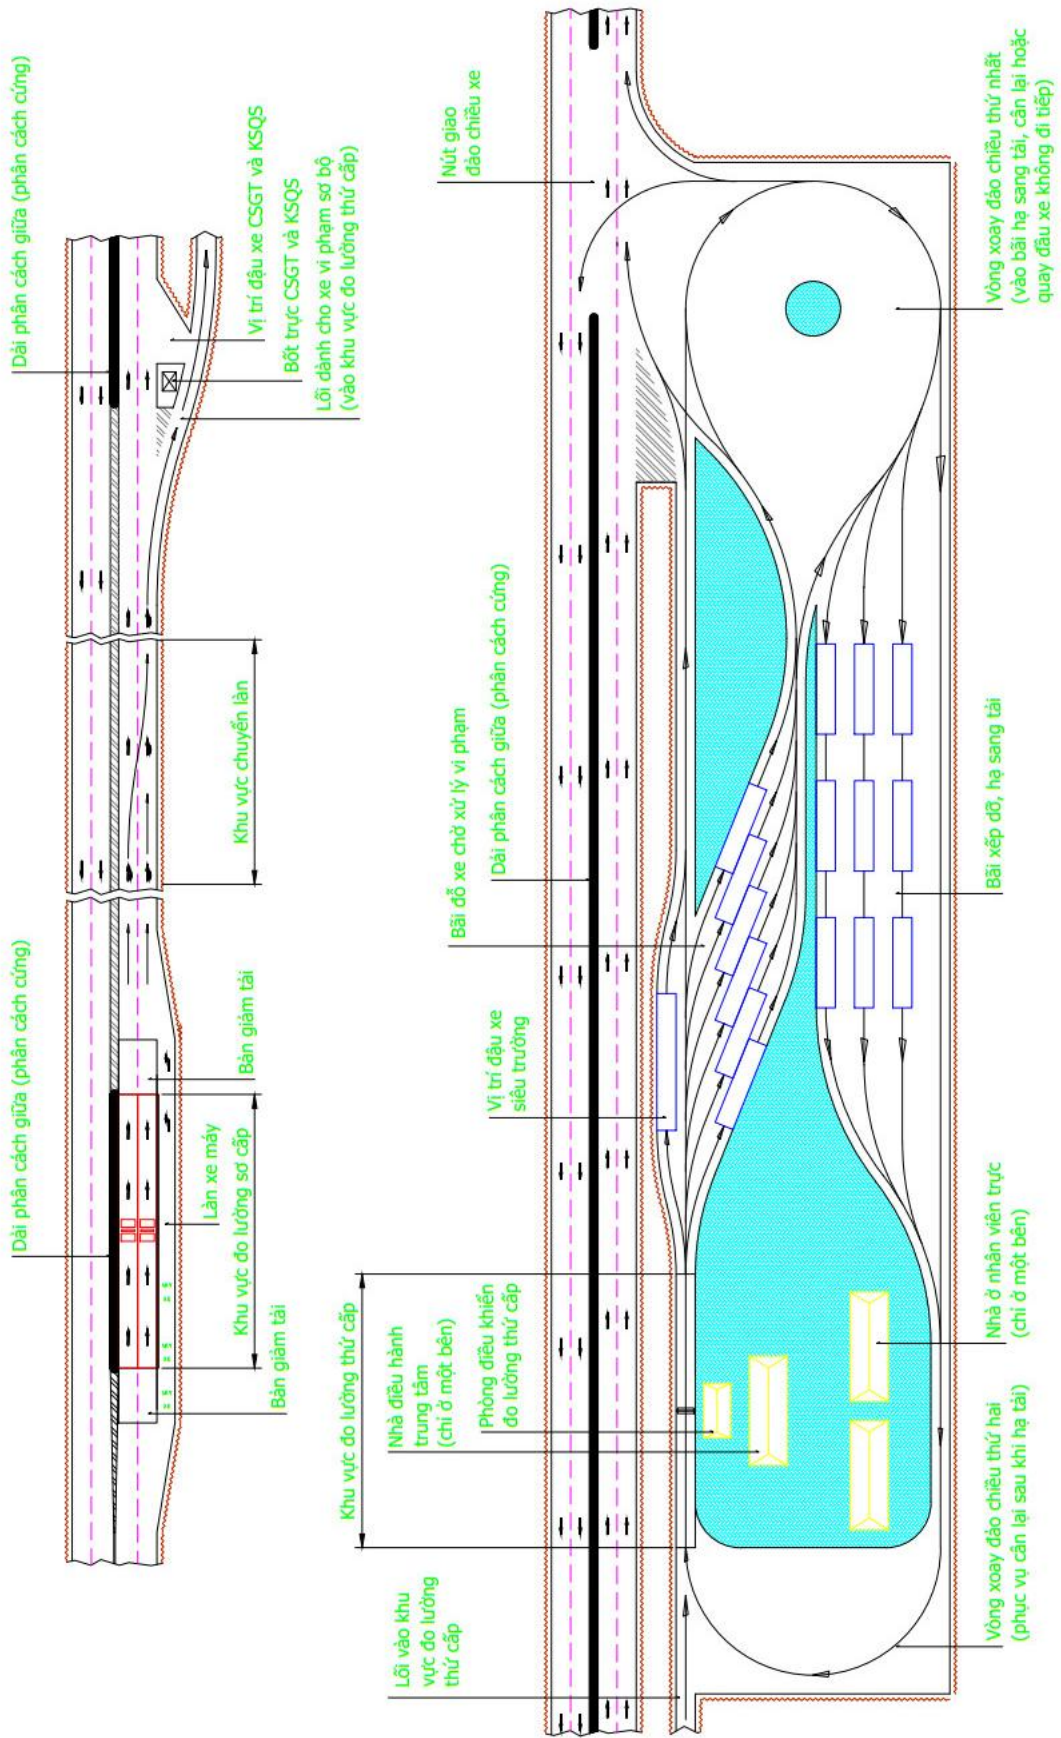 Dải phân cách giữa (phân cách cứng)
Dải phân cách giữa (phân cách cứng)
Bản giảm tải
Khu vực đo lường sơ cấp
Làn xe máy
Bản giảm tải
Khu vực chuyển làn
Vị trí đậu xe CSGT và KSQS
Bốt trực CSGT và KSQS
Lối dành cho xe vi phạm sơ bộ
(vào khu vực đo lường thứ cấp)
Lối vào khu
vực đo lường
thứ cấp
Khu vực đo lường thứ cấp
Nhà điều hành
trung tâm
(chỉ ở một bên)
Phòng điều khiển
đo lường thứ cấp
Vị trí đậu xe
siêu trường
Bãi đỗ xe chờ xử lý vi phạm
Dải phân cách giữa (phân cách cứng)
Nút giao
đảo chiều xe
Vòng xoay đảo chiều thứ hai
(phục vụ cân lại sau khi hạ tải)
Nhà ở nhân viên trực
(chỉ ở một bên)
Bãi xếp dỡ, hạ sang tải
Vòng xoay đảo chiều thứ nhất
(vào bãi hạ sang tải, cân lại hoặc
quay đầu xe không đi tiếp)